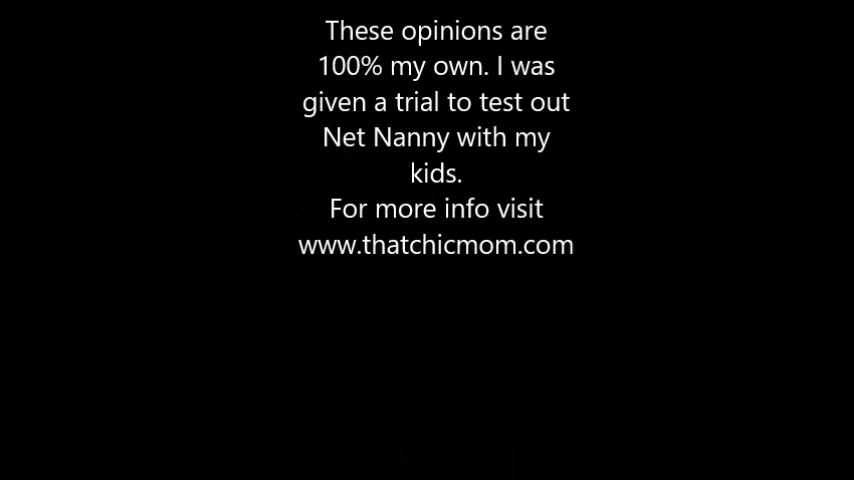 These opinions are
100% my own. I was
given a trial to test out
Net Nanny with my
kids.
For more info visit
www.thatchicmom.com